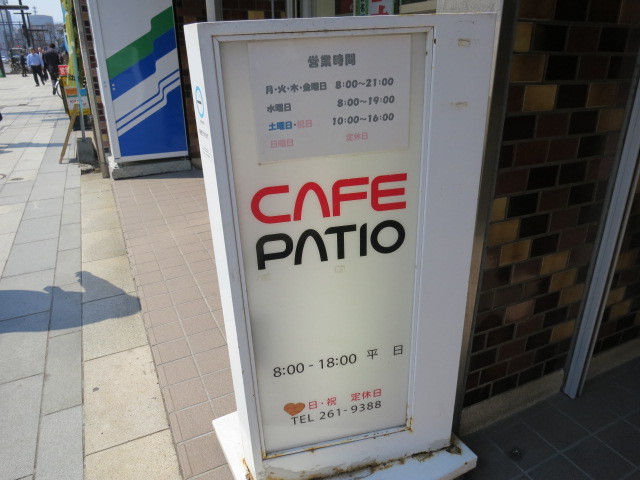 営業時間
月・火・木・金曜日 8:00～21:00
水曜日 8:00～19:00
土曜日・祝日 10:00～16:00
日曜日 定休日
CAFE
PATIO
8:00 - 18:00 平 日
日・祝 定休日
TEL 261-9388